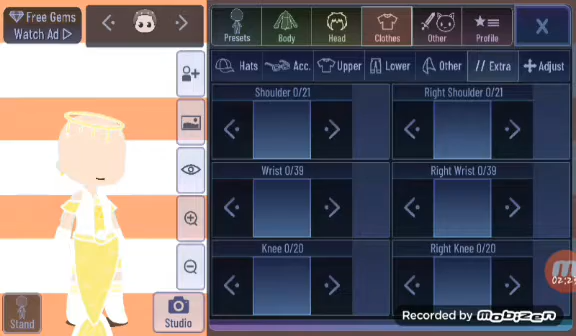 Free Gems
Watch Ad
Presets
Body
Head
Clothes
Other
Profile
X
Hats
Acc.
Upper
Lower
Other
Extra
Adjust
Shoulder 0/21
Right Shoulder 0/21
Wrist 0/39
Right Wrist 0/39
Knee 0/20
Right Knee 0/20
Stand
Studio
Recorded by mobizen